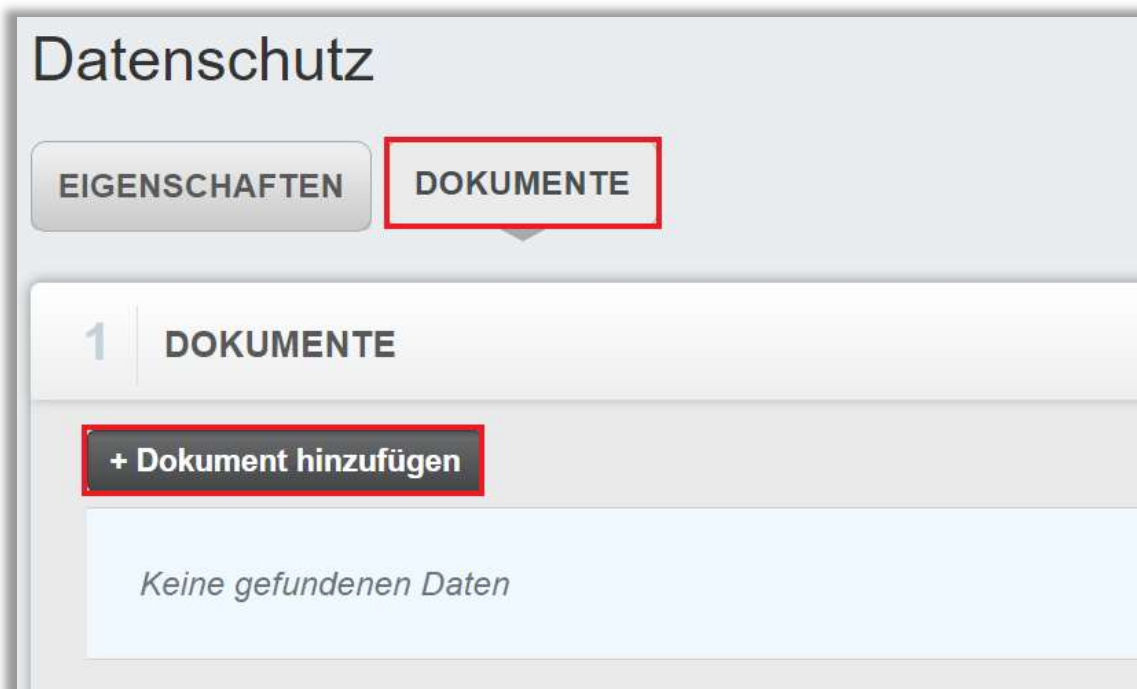 Datenschutz
EIGENSCHAFTEN DOKUMENTE
1 DOKUMENTE
+ Dokument hinzufügen
Keine gefundenen Daten